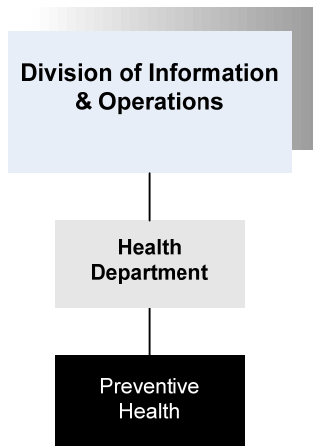 Division of Information
& Operations
Health
Department
Preventive
Health